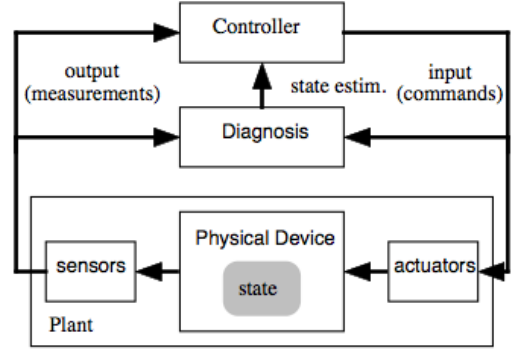 Controller
output
(measurements)
state estim.
input
(commands)
Diagnosis
Physical Device
sensors
state
actuators
Plant